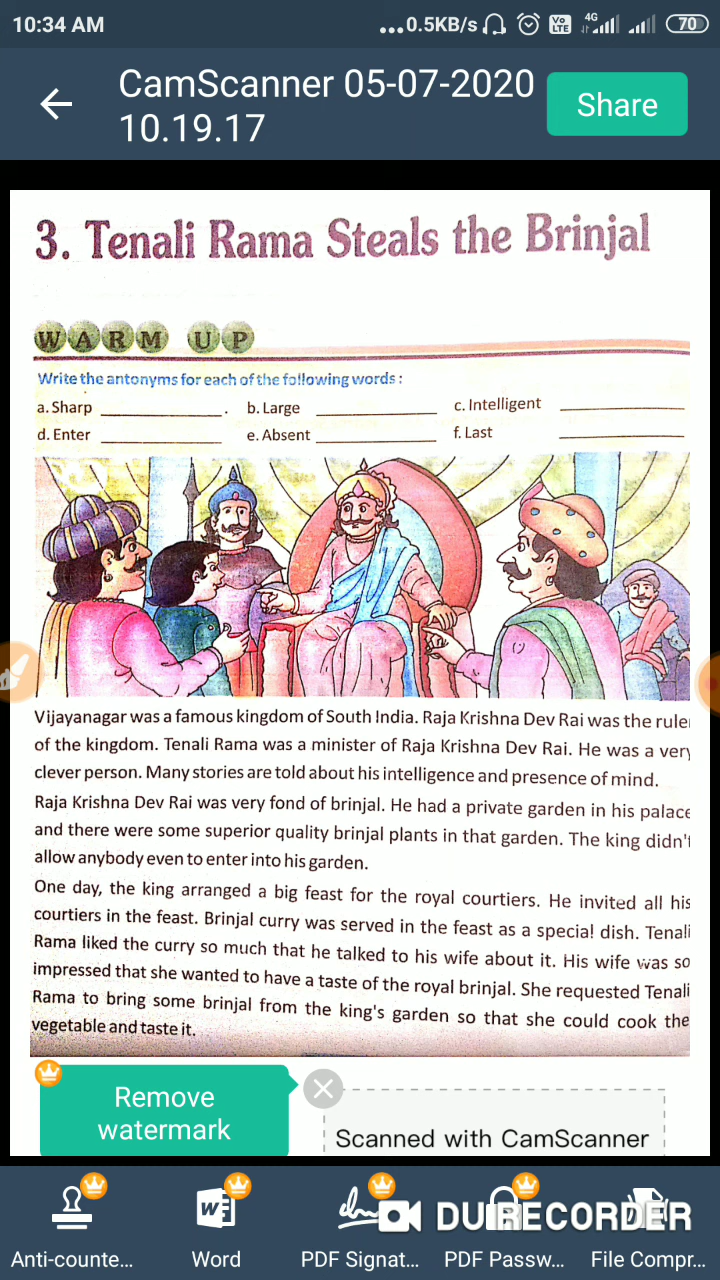 10:34 AM
...0.5KB/s
Vo LTE
4G
70
CamScanner 05-07-2020
10.19.17
Share
3. Tenali Rama Steals the Brinjal
WARM UP
Write the antonyms for each of the following words :
a. Sharp ____________ . b. Large ____________ c. Intelligent ____________
d. Enter ____________ e. Absent ____________ f. Last ____________
Vijayanagar was a famous kingdom of South India. Raja Krishna Dev Rai was the rule
of the kingdom. Tenali Rama was a minister of Raja Krishna Dev Rai. He was a very
clever person. Many stories are told about his intelligence and presence of mind.
Raja Krishna Dev Rai was very fond of brinjal. He had a private garden in his palace
and there were some superior quality brinjal plants in that garden. The king didn't
allow anybody even to enter into his garden.
One day, the king arranged a big feast for the royal courtiers. He invited all his
courtiers in the feast. Brinjal curry was served in the feast as a special dish. Tenali
Rama liked the curry so much that he talked to his wife about it. His wife was so
impressed that she wanted to have a taste of the royal brinjal. She requested Tenali
Rama to bring some brinjal from the king's garden so that she could cook the
vegetable and taste it.
Remove
watermark
Scanned with CamScanner
W
DU RECORDER
Anti-counte...
Word
PDF Signat...
PDF Passw...
File Compr...